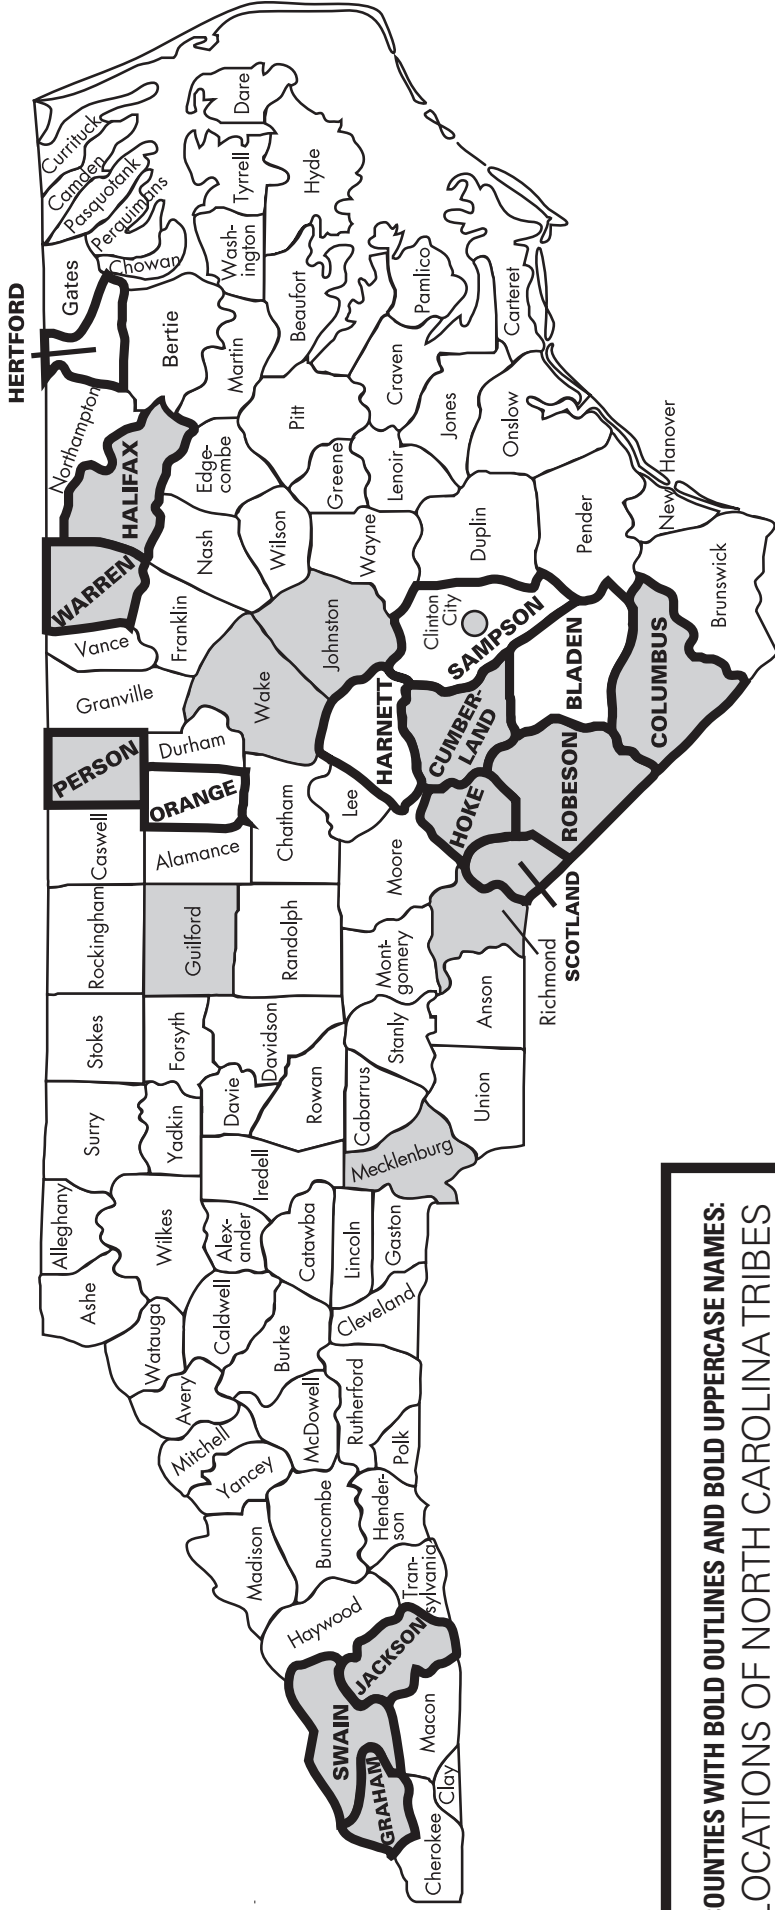 Currituck
Camden
Pasquotank
Perquimans
Chowan
Gates
HERTFORD
Northampton
HALIFAX
WARREN
Vance
Granville
PERSON
Caswell
Rockingham
Stokes
Surry
Alleghany
Ashe
Dare
Tyrrell
Wash-
ington
Bertie
Martin
Edge-
combe
Nash
Franklin
Wake
Durham
ORANGE
Alamance
Guilford
Forsyth
Yadkin
Wilkes
Watauga
Avery
Mitchell
Yancey
Madison
Hyde
Beaufort
Pitt
Greene
Wilson
Johnston
Chatham
Randolph
Davidson
Davie
Rowan
Iredell
Alex-
ander
Caldwell
Catawba
Burke
McDowell
Buncombe
Haywood
SWAIN
GRAHAM
Pamlico
Craven
Lenoir
Wayne
Jones
Carteret
Onslow
Duplin
Clinton
City
SAMPSON
HARNETT
Lee
Moore
Mont-
gomery
Stanly
Cabarrus
Mecklenburg
Lincoln
Gaston
Cleveland
Rutherford
Polk
Hender-
son
Tran-
sylvania
JACKSON
Macon
Clay
Cherokee
CUMBER-
LAND
HOKE
Pender
New Hanover
Brunswick
BLADEN
COLUMBUS
ROBESON
SCOTLAND
Richmond
Anson
Union
OUNTIES WITH BOLD OUTLINES AND BOLD UPPERCASE NAMES:
LOCATIONS OF NORTH CAROLINA TRIBES